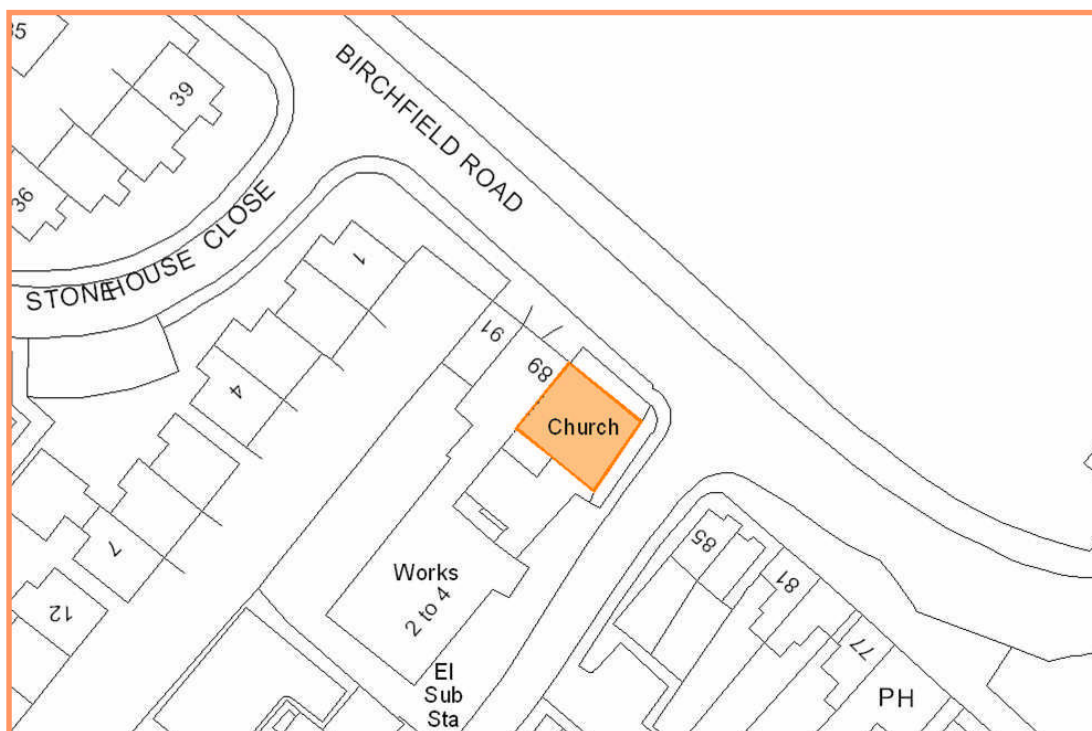 35
39
BIRCHFIELD ROAD
36
STONEHOUSE CLOSE
1
91
89
4
Church
7
Works
2 to 4
12
85
81
77
El
Sub
Sta
PH